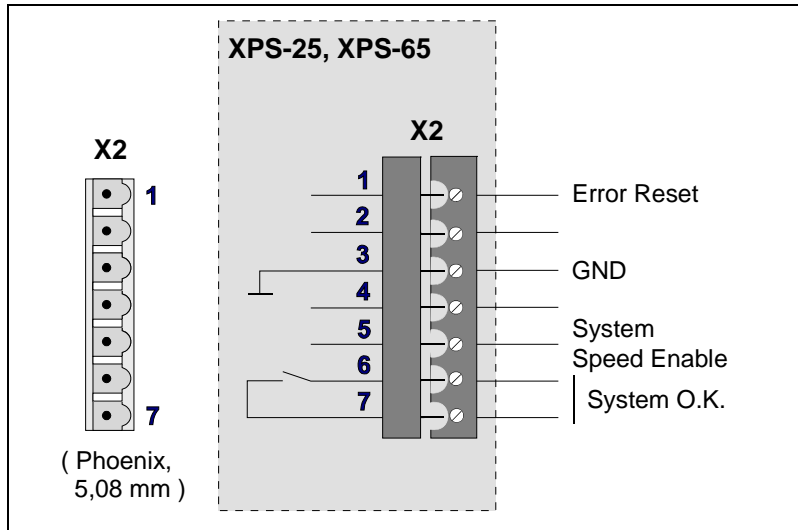 XPS-25, XPS-65
X2
X2
1
7
( Phoenix,
5,08 mm )
1
2
3
4
5
6
7
Error Reset
GND
System
Speed Enable
System O.K.